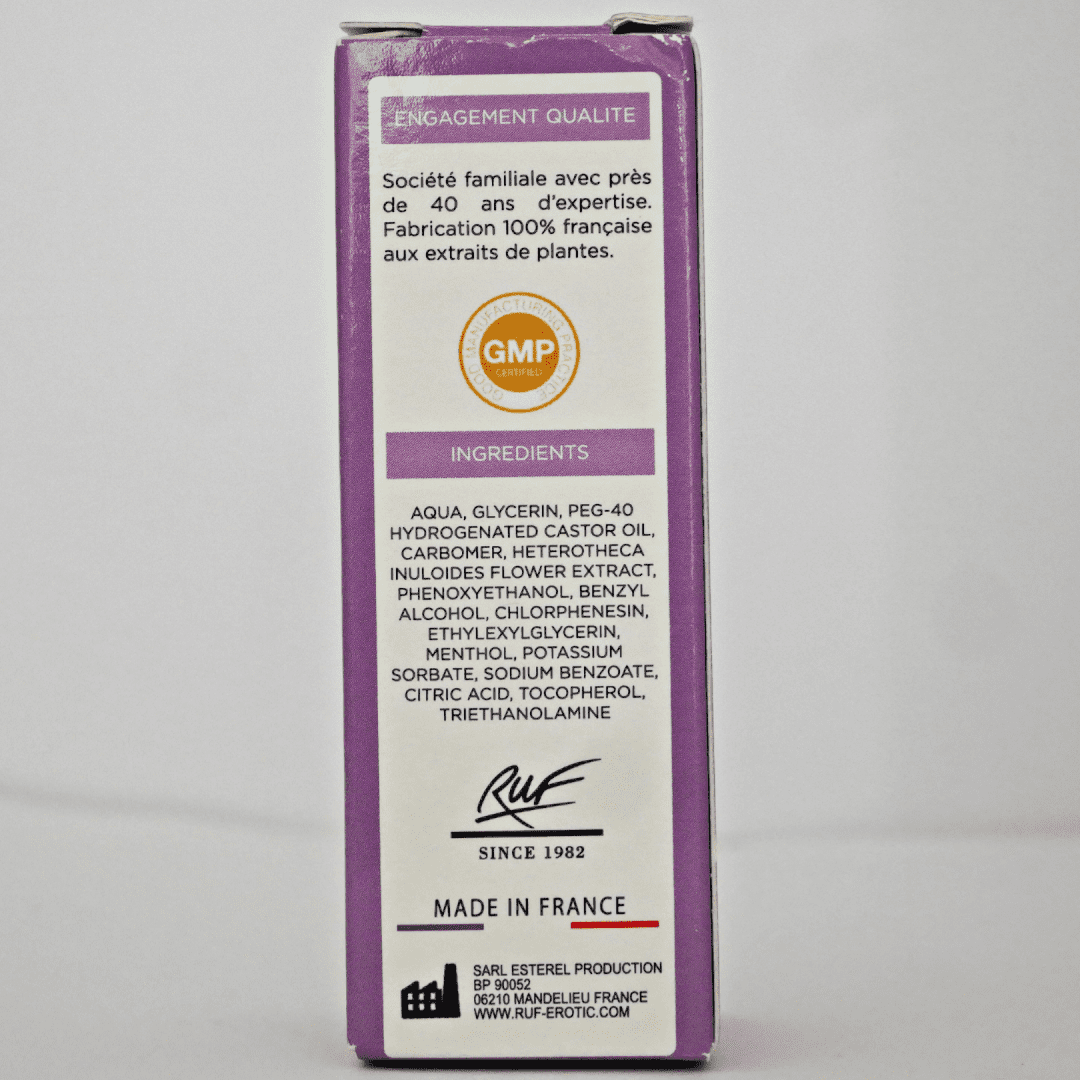 ENGAGEMENT QUALITE
Société familiale avec près
de 40 ans d'expertise.
Fabrication 100% française
aux extraits de plantes.
GOOD MANUFACTURING PRACTICE
GMP
CERTIFIED
INGREDIENTS
AQUA, GLYCERIN, PEG-40
HYDROGENATED CASTOR OIL,
CARBOMER, HETEROTHECA
INULOIDES FLOWER EXTRACT,
PHENOXYETHANOL, BENZYL
ALCOHOL, CHLORPHENESIN,
ETHYLEXYLGLYCERIN,
MENTHOL, POTASSIUM
SORBATE, SODIUM BENZOATE,
CITRIC ACID, TOCOPHEROL,
TRIETHANOLAMINE
RUF
SINCE 1982
MADE IN FRANCE
SARL ESTEREL PRODUCTION
BP 90052
06210 MANDELIEU FRANCE
WWW.RUF-EROTIC.COM